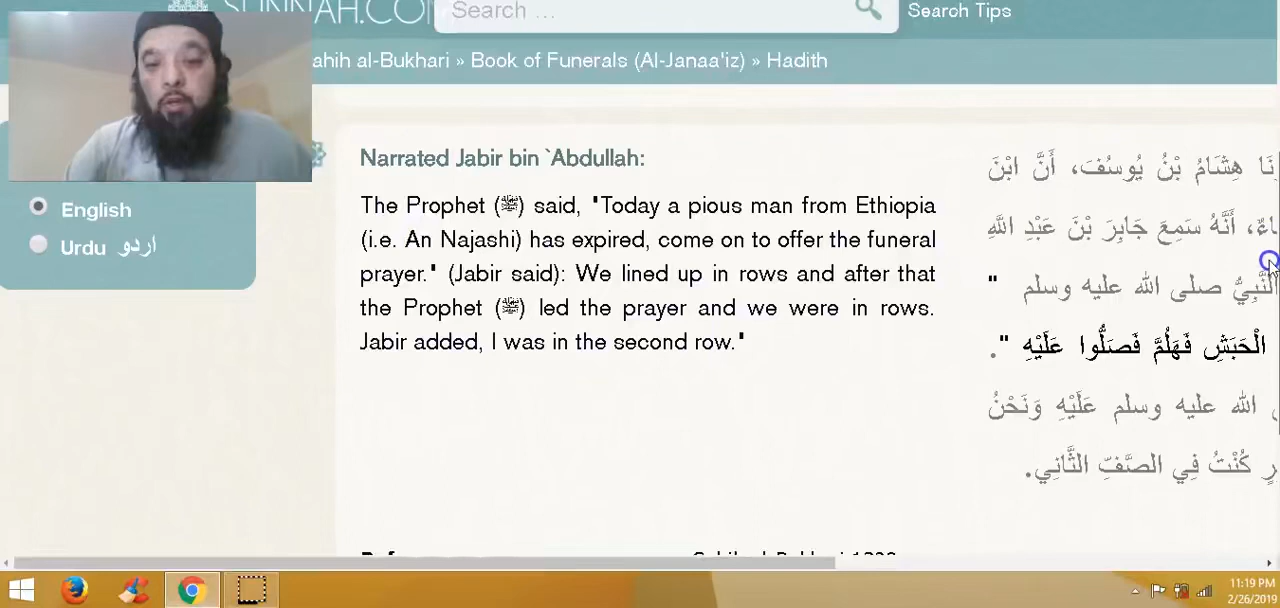 SUNNAH.COM
Search ...
Search Tips
ahih al-Bukhari » Book of Funerals (Al-Janaa'iz) » Hadith
English
Urdu اردو
Narrated Jabir bin `Abdullah:
The Prophet (ﷺ) said, "Today a pious man from Ethiopia
(i.e. An Najashi) has expired, come on to offer the funeral
prayer." (Jabir said): We lined up in rows and after that
the Prophet (ﷺ) led the prayer and we were in rows.
Jabir added, I was in the second row."
نَا هِشَامُ بْنُ يُوسُفَ، أَنَّ ابْنَ
اءٌ، أَنَّهُ سَمِعَ جَابِرَ بْنَ عَبْدِ اللَّهِ
النَّبِيُّ صلى الله عليه وسلم ‏"‏
الْحَبَشِ فَهَلُمَّ فَصَلُّوا عَلَيْهِ ‏"‏‏.‏
الله عليه وسلم عَلَيْهِ وَنَحْنُ
رٍ كُنْتُ فِي الصَّفِّ الثَّانِي‏.‏
11:19 PM
2/26/2019